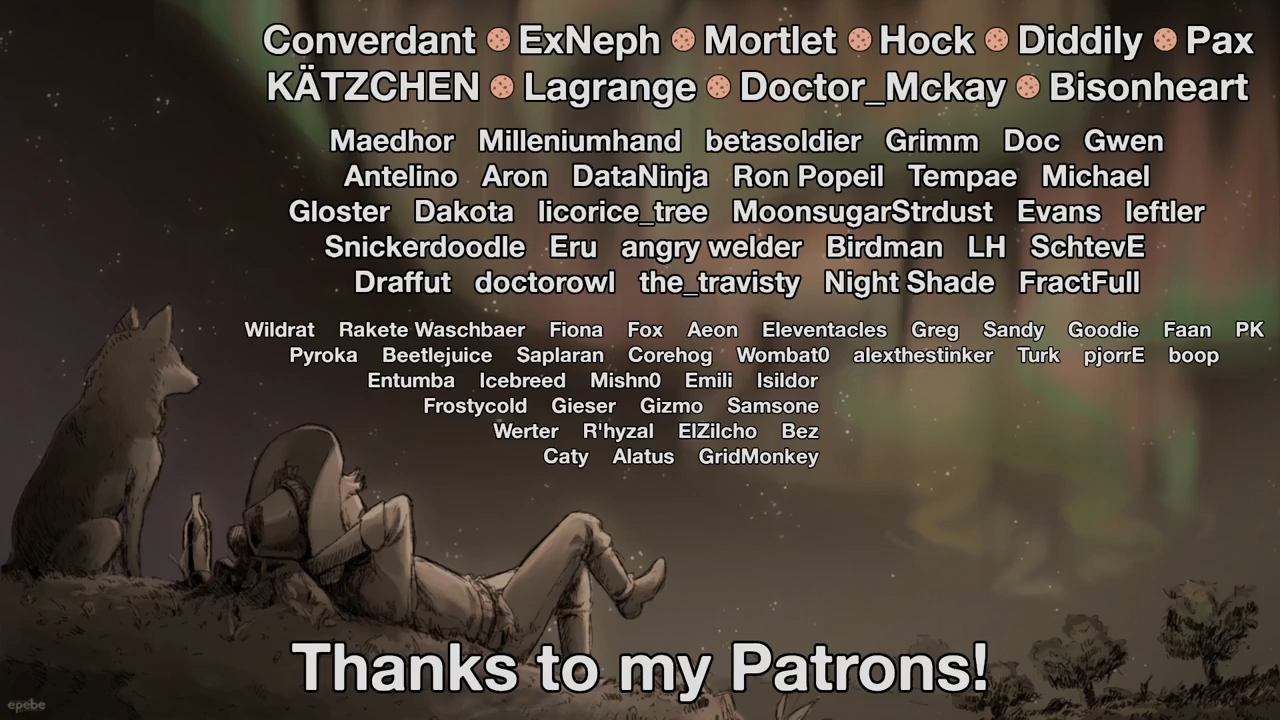 Converdant 🍪 ExNeph 🍪 Mortlet 🍪 Hock 🍪 Diddily 🍪 Pax
KÄTZCHEN 🍪 Lagrange 🍪 Doctor_Mckay 🍪 Bisonheart
Maedhor Milleniumhand betasoldier Grimm Doc Gwen
Antelino Aron DataNinja Ron Popeil Tempae Michael
Gloster Dakota licorice_tree MoonsugarStrdust Evans leftler
Snickerdoodle Eru angry welder Birdman LH SchtevE
Draffut doctorowl the_travisty Night Shade FractFull
Wildrat Rakete Waschbaer Fiona Fox Aeon Eleventacles Greg Sandy Goodie Faan PK
Pyroka Beetlejuice Saplaran Corehog Wombat0 alexthestinker Turk pjorrE boop
Entumba Icebreed Mishn0 Emili Isildor
Frostycold Gieser Gizmo Samsone
Werter R'hyzal ElZilcho Bez
Caty Alatus GridMonkey
Thanks to my Patrons!
epebe